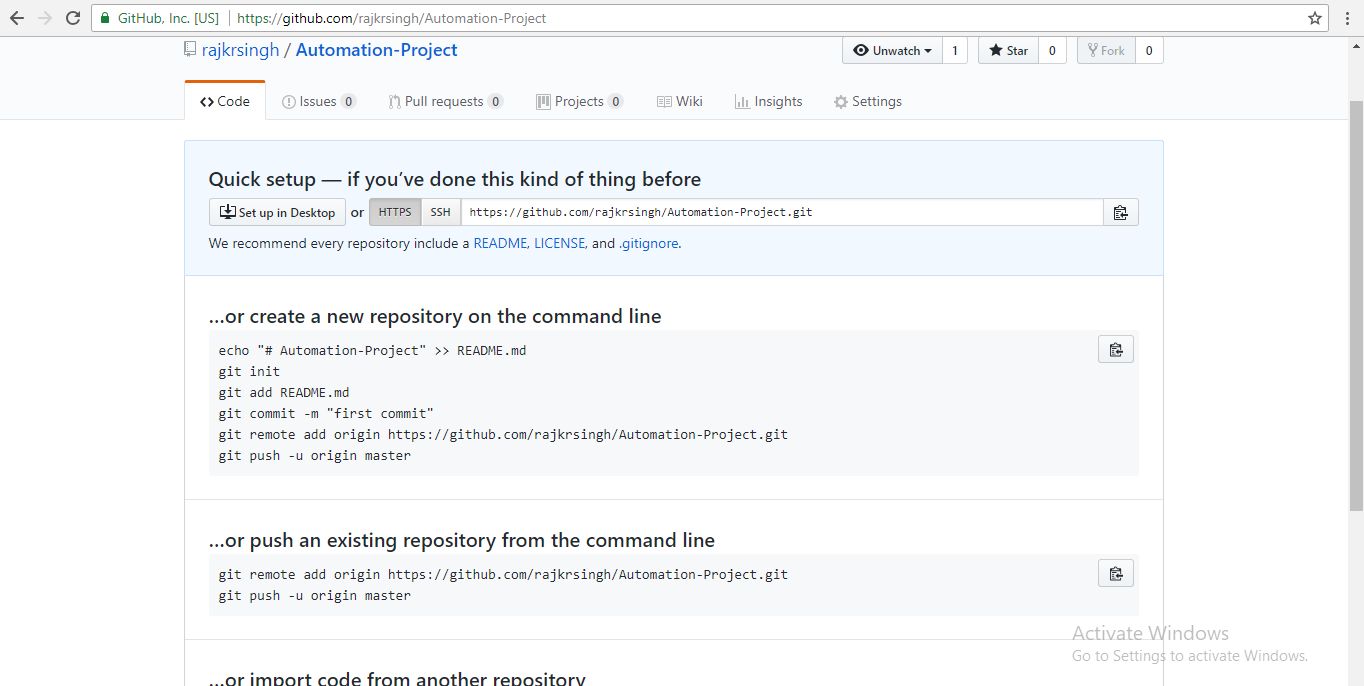 GitHub, Inc. [US] | https://github.com/rajkrsingh/Automation-Project
rajkrsingh / Automation-Project Unwatch 1 Star 0 Fork 0
<> Code Issues 0 Pull requests 0 Projects 0 Wiki Insights Settings
Quick setup — if you’ve done this kind of thing before
Set up in Desktop or HTTPS SSH https://github.com/rajkrsingh/Automation-Project.git
We recommend every repository include a README, LICENSE, and .gitignore.
…or create a new repository on the command line
echo "# Automation-Project" >> README.md
git init
git add README.md
git commit -m "first commit"
git remote add origin https://github.com/rajkrsingh/Automation-Project.git
git push -u origin master
…or push an existing repository from the command line
git remote add origin https://github.com/rajkrsingh/Automation-Project.git
git push -u origin master
Activate Windows
Go to Settings to activate Windows.
…or import code from another repository